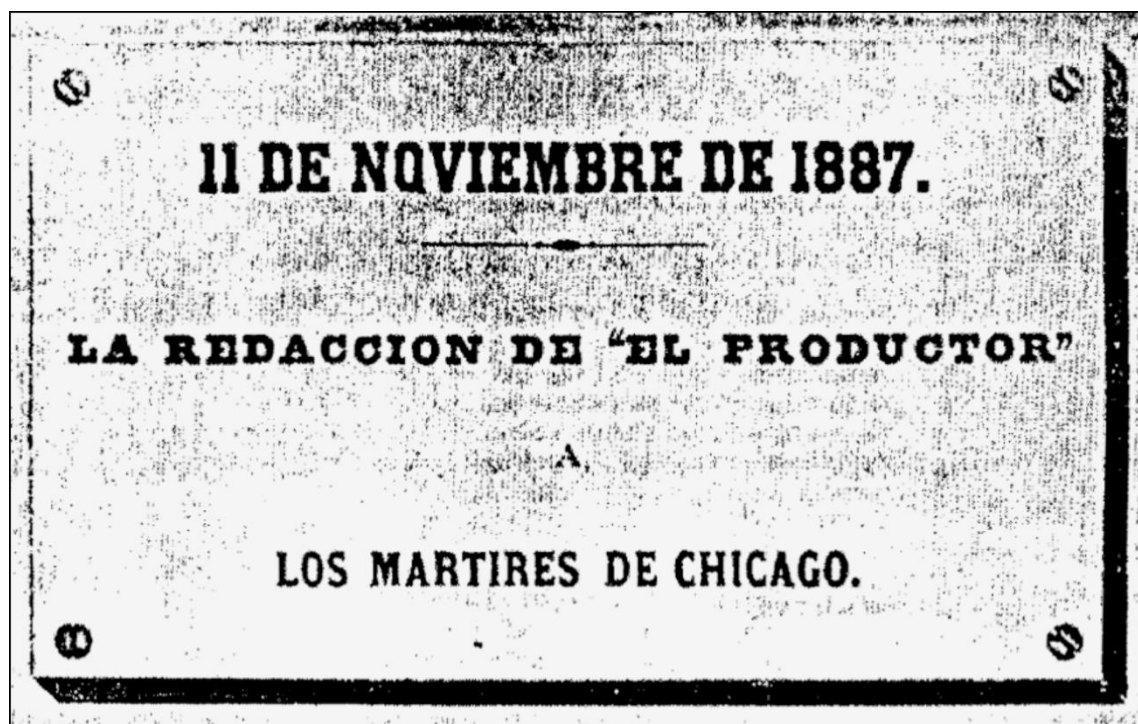 11 DE NOVIEMBRE DE 1887.
LA REDACCION DE "EL PRODUCTOR"
A
LOS MARTIRES DE CHICAGO.